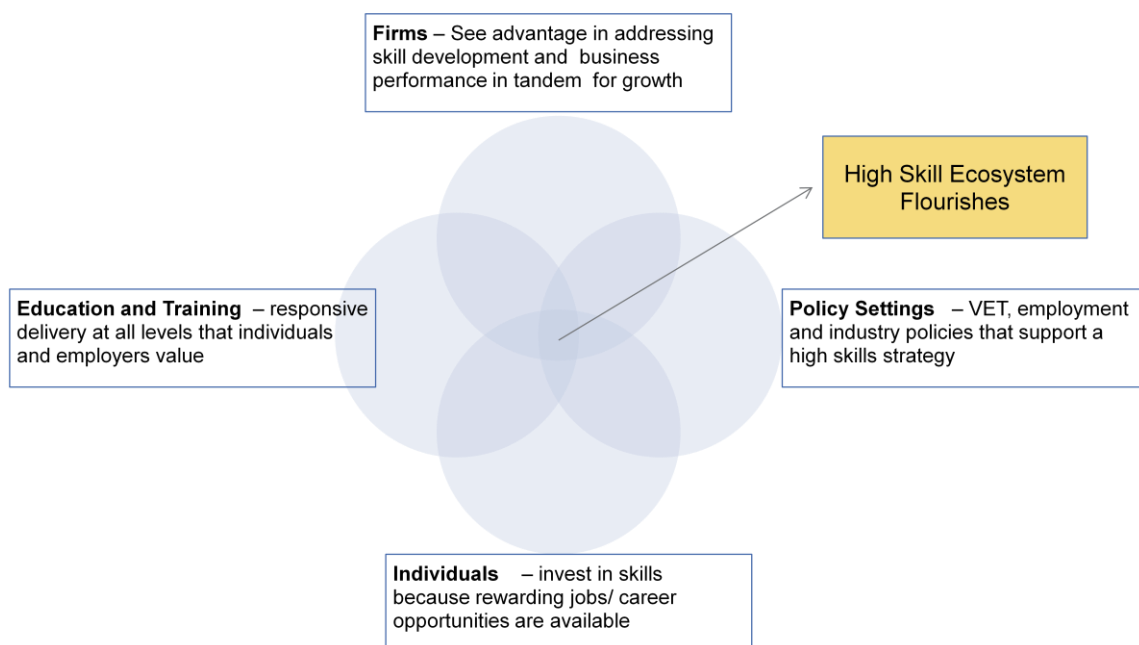 Firms – See advantage in addressing
skill development and business
performance in tandem for growth
High Skill Ecosystem
Flourishes
Education and Training – responsive
delivery at all levels that individuals
and employers value
Policy Settings – VET, employment
and industry policies that support a
high skills strategy
Individuals – invest in skills
because rewarding jobs/ career
opportunities are available